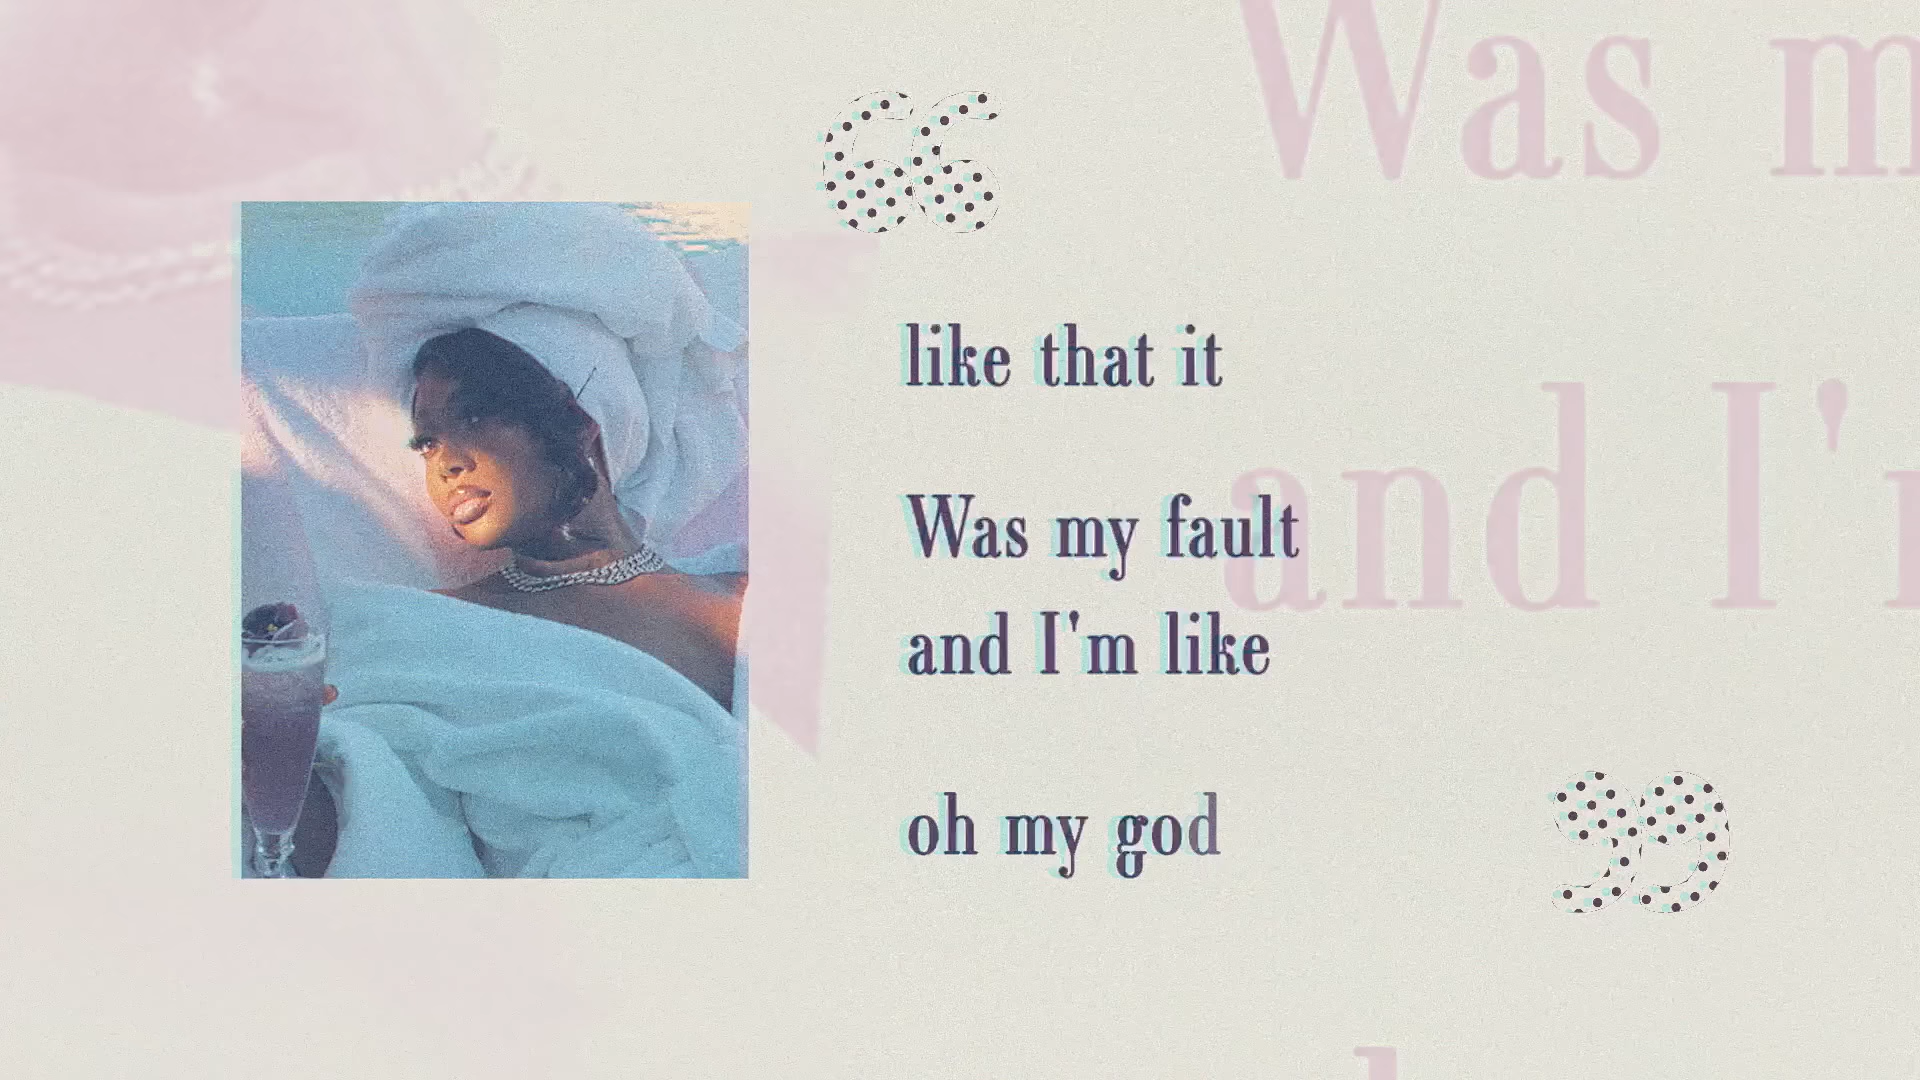 like that it
Was my fault
and I'm like
oh my god
Was m
and I'